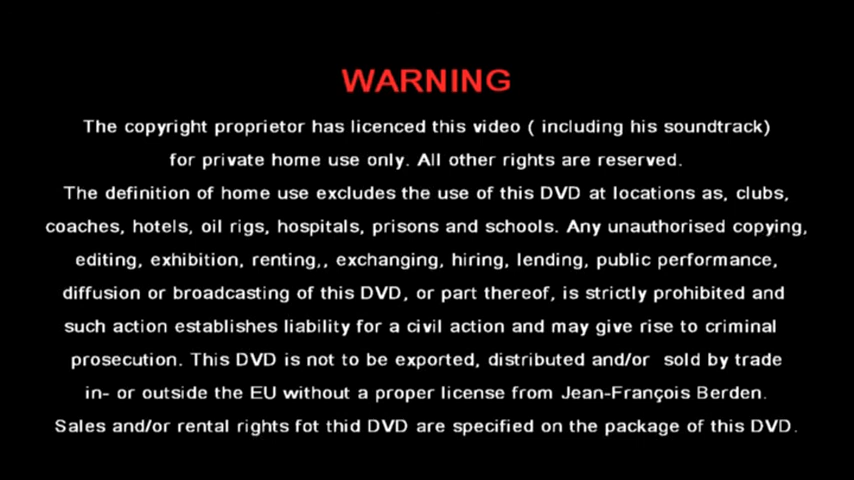 WARNING
The copyright proprietor has licenced this video ( including his soundtrack)
for private home use only. All other rights are reserved.
The definition of home use excludes the use of this DVD at locations as, clubs,
coaches, hotels, oil rigs, hospitals, prisons and schools. Any unauthorised copying,
editing, exhibition, renting,, exchanging, hiring, lending, public performance,
diffusion or broadcasting of this DVD, or part thereof, is strictly prohibited and
such action establishes liability for a civil action and may give rise to criminal
prosecution. This DVD is not to be exported, distributed and/or sold by trade
in- or outside the EU without a proper license from Jean-François Berden.
Sales and/or rental rights fot thid DVD are specified on the package of this DVD.